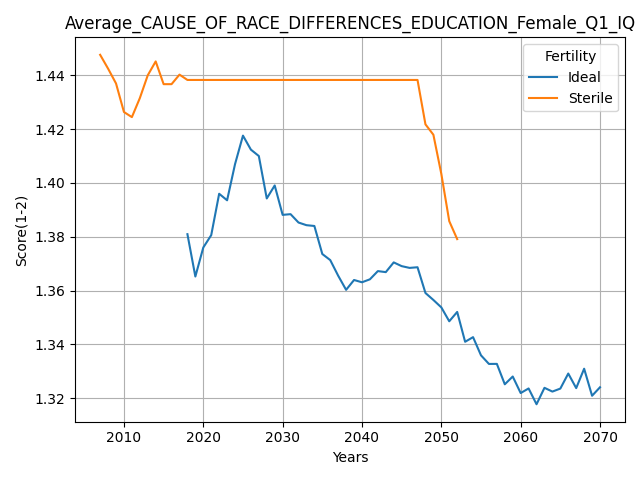 Average_CAUSE_OF_RACE_DIFFERENCES_EDUCATION_Female_Q1_IQ
Fertility
Ideal
Sterile
1.44
1.42
1.40
1.38
1.36
1.34
1.32
Score(1-2)
2010 2020 2030 2040 2050 2060 2070
Years